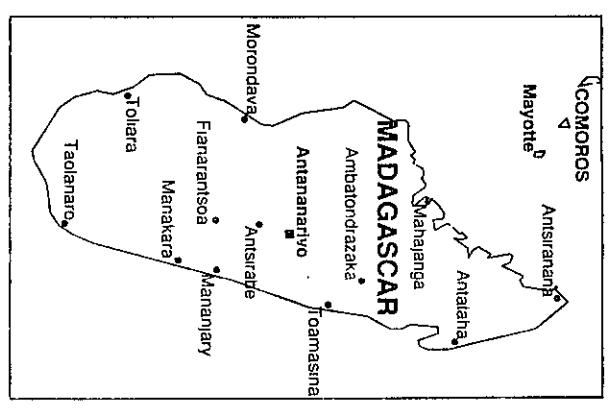 COMOROS
Antsiranana
Mayotte
Antalaha
Mahajanga
MADAGASCAR
Ambatondrazaka
Toamasina
Antananarivo
Morondava
Antsirabe
Mananjary
Fianarantsoa
Manakara
Toliara
Taolanaro